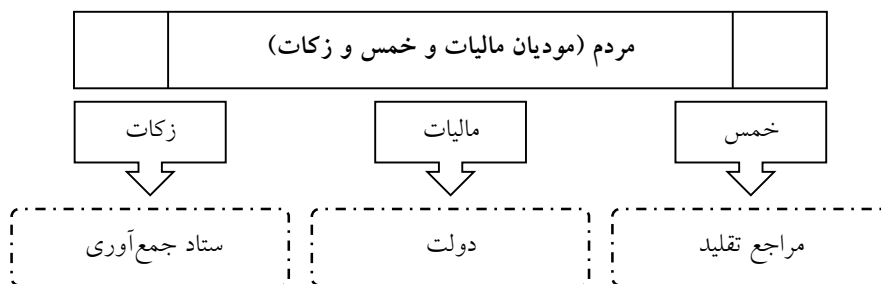 مردم (مودیان مالیات و خمس و زکات)
خمس
مالیات
زکات
مراجع تقلید
دولت
ستاد جمع‌آوری